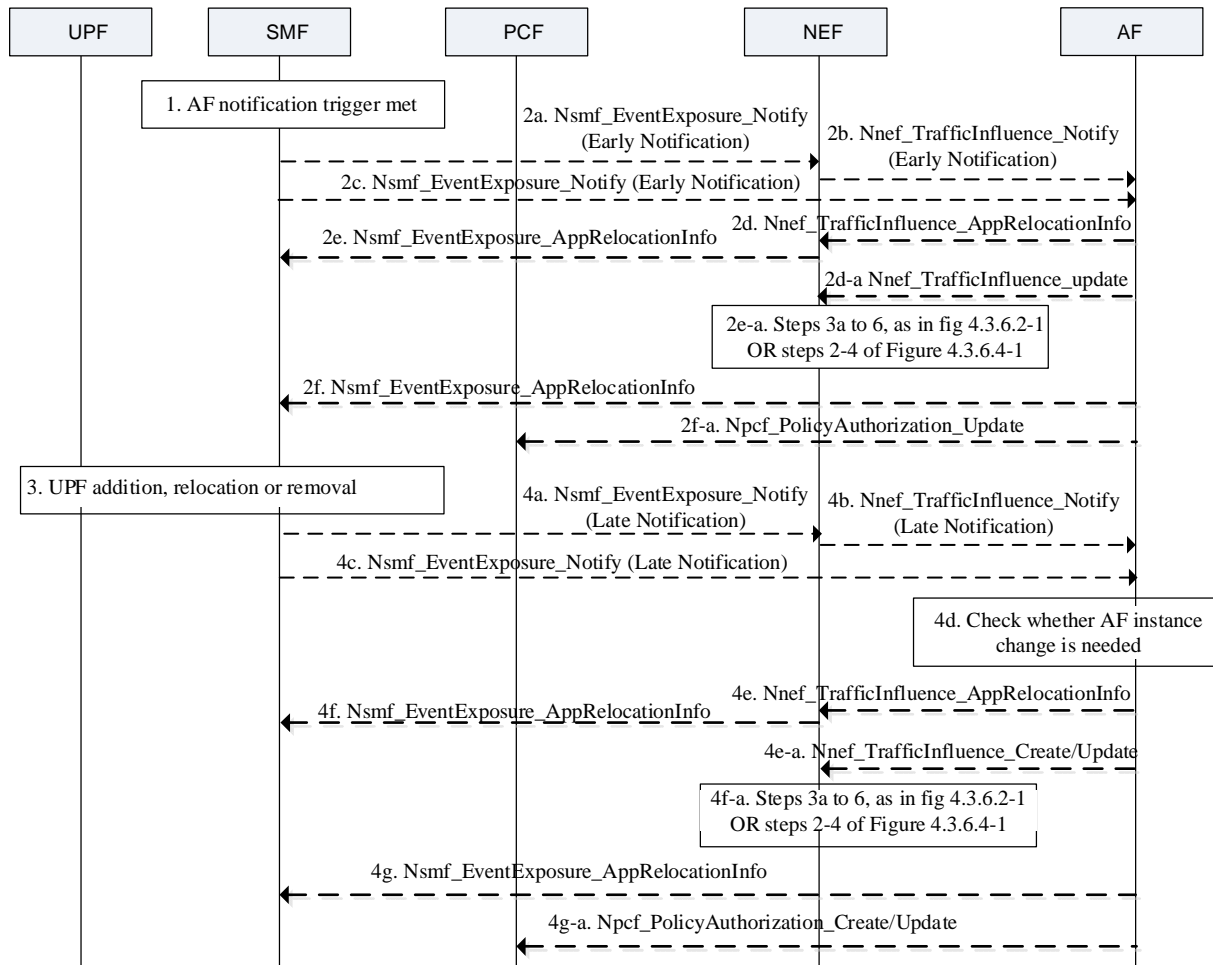 UPF
SMF
PCF
NEF
AF
1. AF notification trigger met
2a. Nsmf_EventExposure_Notify
(Early Notification)
2b. Nnef_TrafficInfluence_Notify
(Early Notification)
2c. Nsmf_EventExposure_Notify (Early Notification)
2d. Nnef_TrafficInfluence_AppRelocationInfo
2e. Nsmf_EventExposure_AppRelocationInfo
2d-a Nnef_TrafficInfluence_update
2e-a. Steps 3a to 6, as in fig 4.3.6.2-1
OR steps 2-4 of Figure 4.3.6.4-1
2f. Nsmf_EventExposure_AppRelocationInfo
2f-a. Npcf_PolicyAuthorization_Update
3. UPF addition, relocation or removal
4a. Nsmf_EventExposure_Notify
(Late Notification)
4b. Nnef_TrafficInfluence_Notify
(Late Notification)
4c. Nsmf_EventExposure_Notify (Late Notification)
4d. Check whether AF instance
change is needed
4e. Nnef_TrafficInfluence_AppRelocationInfo
4f. Nsmf_EventExposure_AppRelocationInfo
4e-a. Nnef_TrafficInfluence_Create/Update
4f-a. Steps 3a to 6, as in fig 4.3.6.2-1
OR steps 2-4 of Figure 4.3.6.4-1
4g. Nsmf_EventExposure_AppRelocationInfo
4g-a. Npcf_PolicyAuthorization_Create/Update